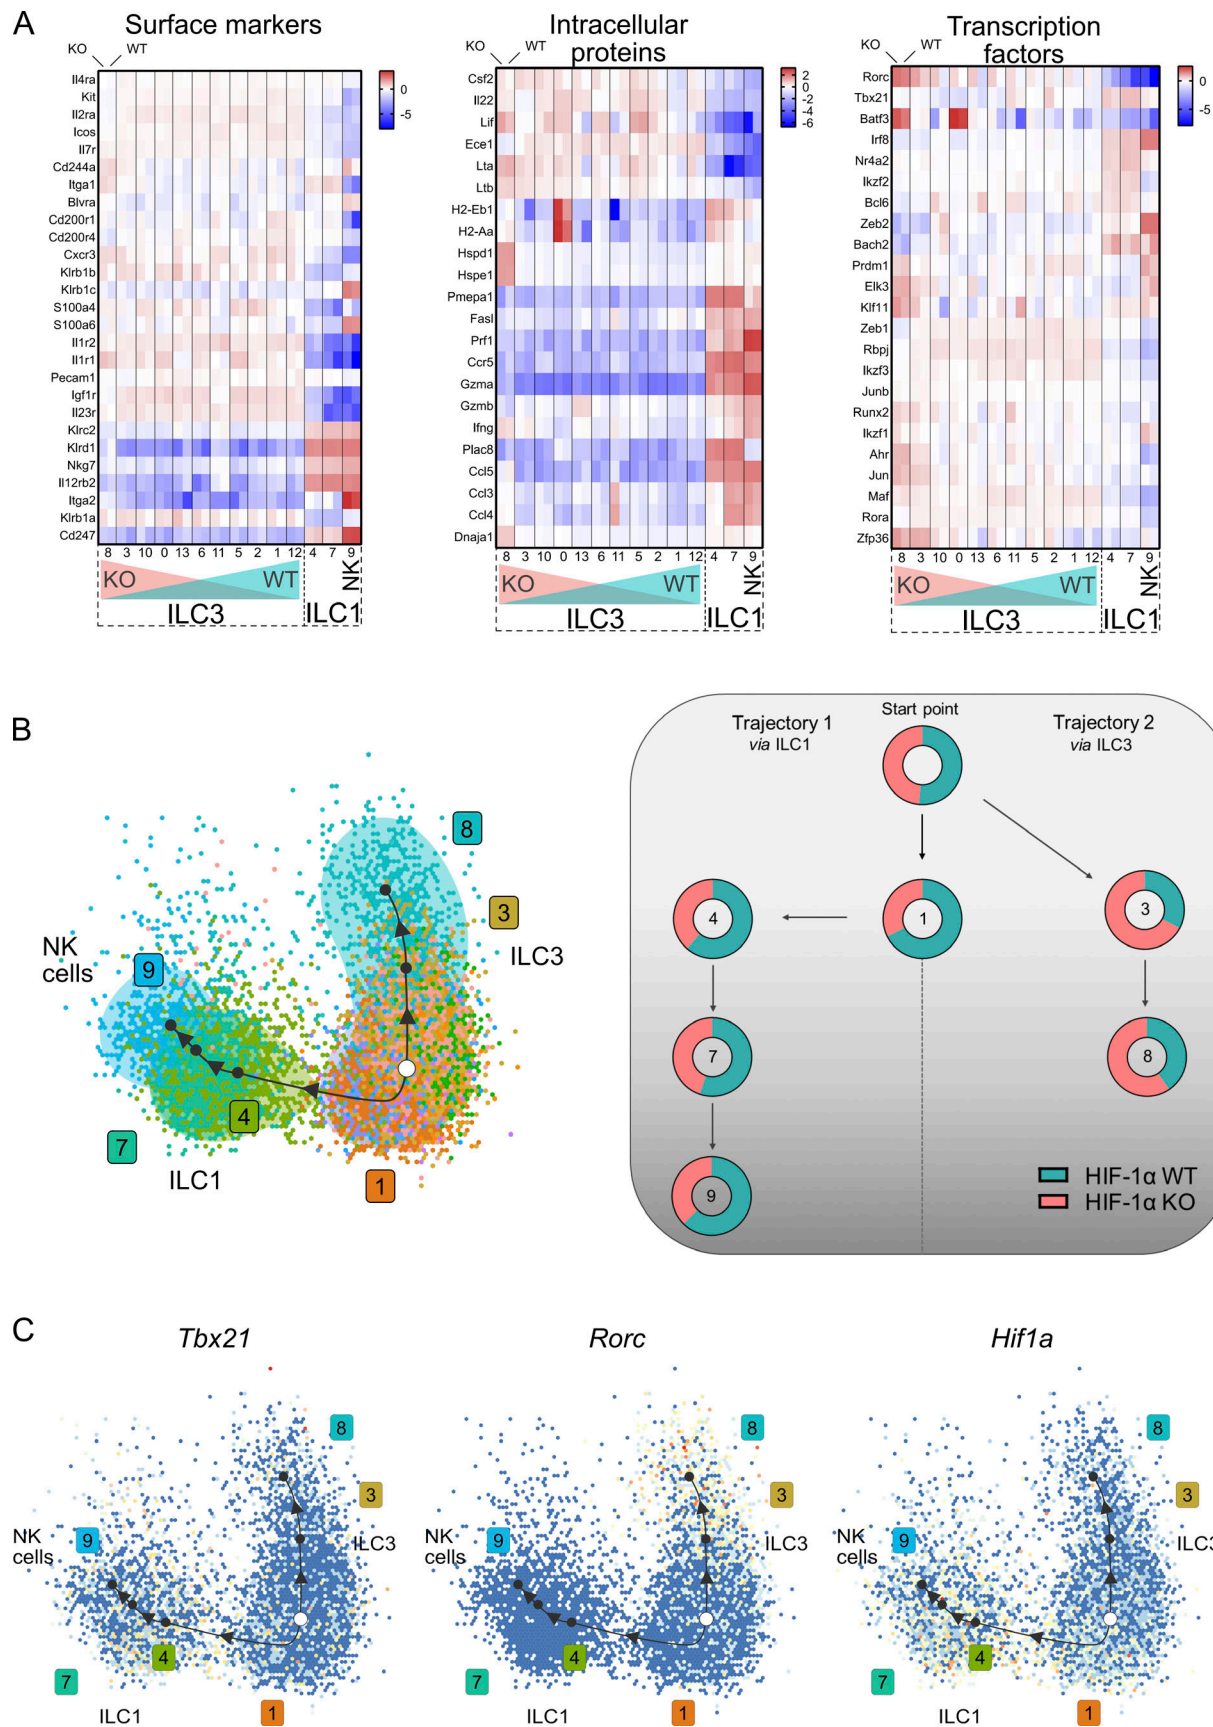 A
Surface markers
KO
WT
Il4ra
Kit
Il2ra
Icos
Il7r
Cd244a
Itga1
Blvra
Cd200r1
Cd200r4
Cxcr3
Klrb1b
Klrb1c
S100a4
S100a6
Il1r2
Il1r1
Pecam1
Igf1r
Il23r
Klrc2
Klrd1
Nkg7
Il12rb2
Itga2
Klrb1a
Cd247
0
-5
8 3 10 0 13 6 11 5 2 1 12 4 7 9
KO
WT
NK
ILC3
ILC1
Intracellular
proteins
KO
WT
Csf2
Il22
Lif
Ece1
Lta
Ltb
H2-Eb1
H2-Aa
Hspd1
Hspe1
Pmepa1
Fasl
Prf1
Ccr5
Gzma
Gzmb
Ifng
Plac8
Ccl5
Ccl3
Ccl4
Dnaja1
2
0
-2
-4
-6
8 3 10 0 13 6 11 5 2 1 12 4 7 9
KO
WT
NK
ILC3
ILC1
Transcription
factors
KO
WT
Rorc
Tbx21
Batf3
Irf8
Nr4a2
Ikzf2
Bcl6
Zeb2
Bach2
Prdm1
Elk3
Klf11
Zeb1
Rbpj
Ikzf3
Junb
Runx2
Ikzf1
Ahr
Jun
Maf
Rora
Zfp36
0
-5
8 3 10 0 13 6 11 5 2 1 12 4 7 9
KO
WT
NK
ILC3
ILC1
B
8
3
ILC3
NK
cells
9
4
7
ILC1
1
Trajectory 1
via ILC1
Start point
Trajectory 2
via ILC3
4
1
3
7
8
9
HIF-1α WT
HIF-1α KO
C
Tbx21
8
3
ILC3
NK
cells
9
4
7
ILC1
1
Rorc
8
3
ILC3
NK
cells
9
4
7
ILC1
1
Hif1a
8
3
ILC3
NK
cells
9
4
7
ILC1
1